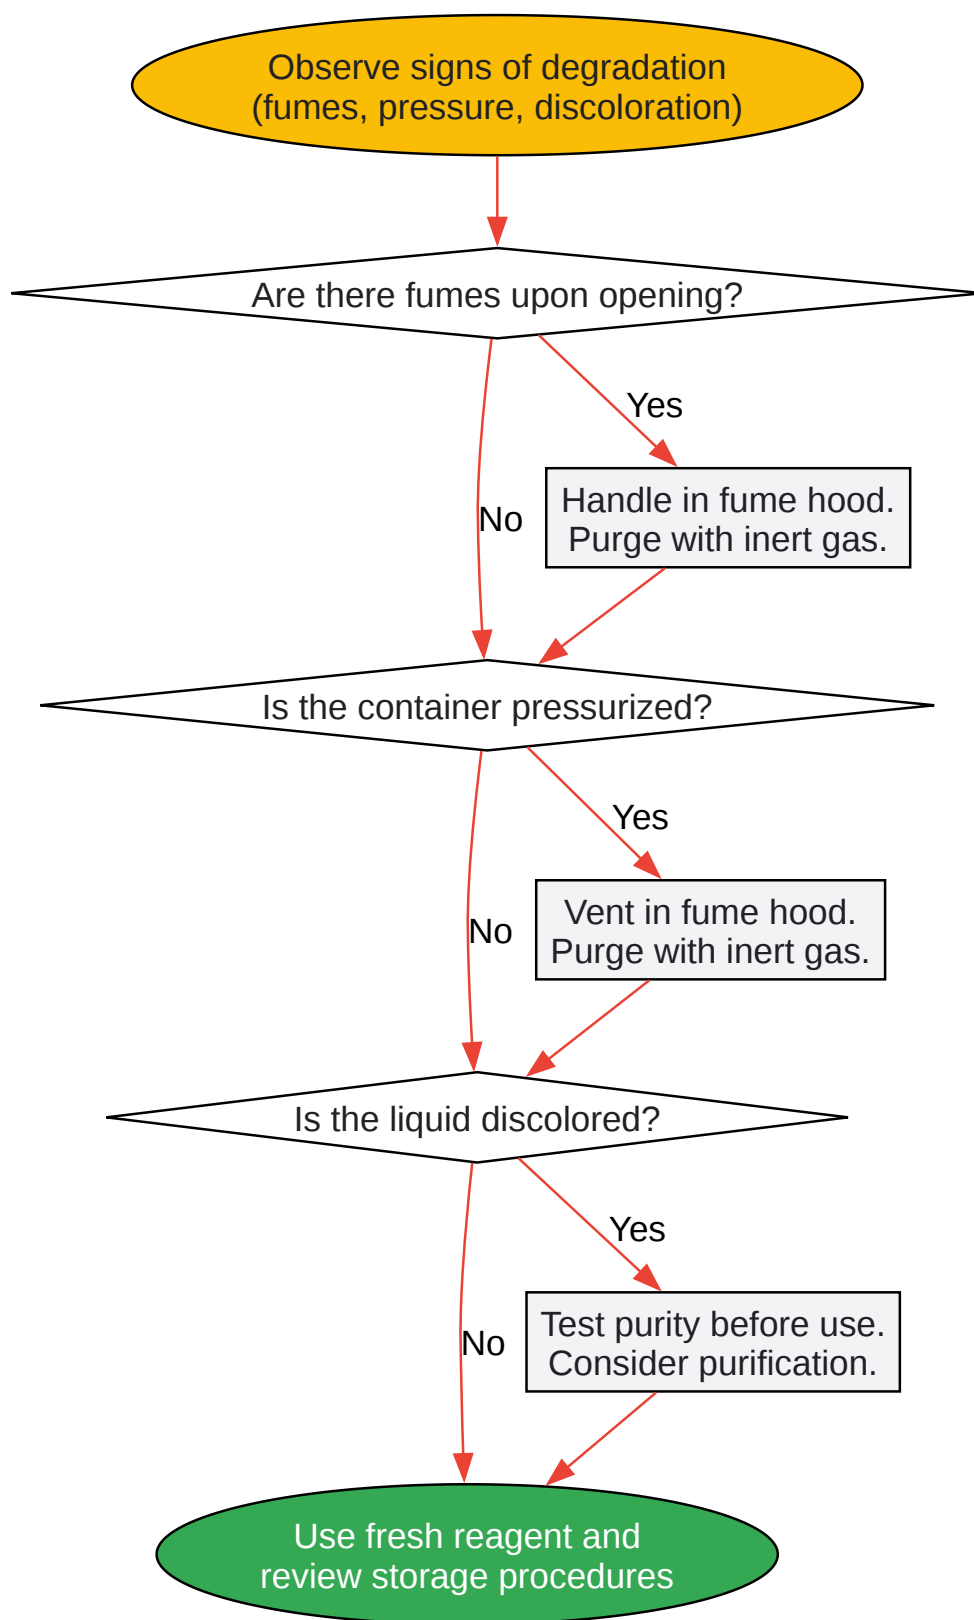 Observe signs of degradation
(fumes, pressure, discoloration)
Are there fumes upon opening?
Yes
Handle in fume hood.
Purge with inert gas.
No
Is the container pressurized?
Yes
Vent in fume hood.
Purge with inert gas.
No
Is the liquid discolored?
Yes
Test purity before use.
Consider purification.
No
Use fresh reagent and
review storage procedures